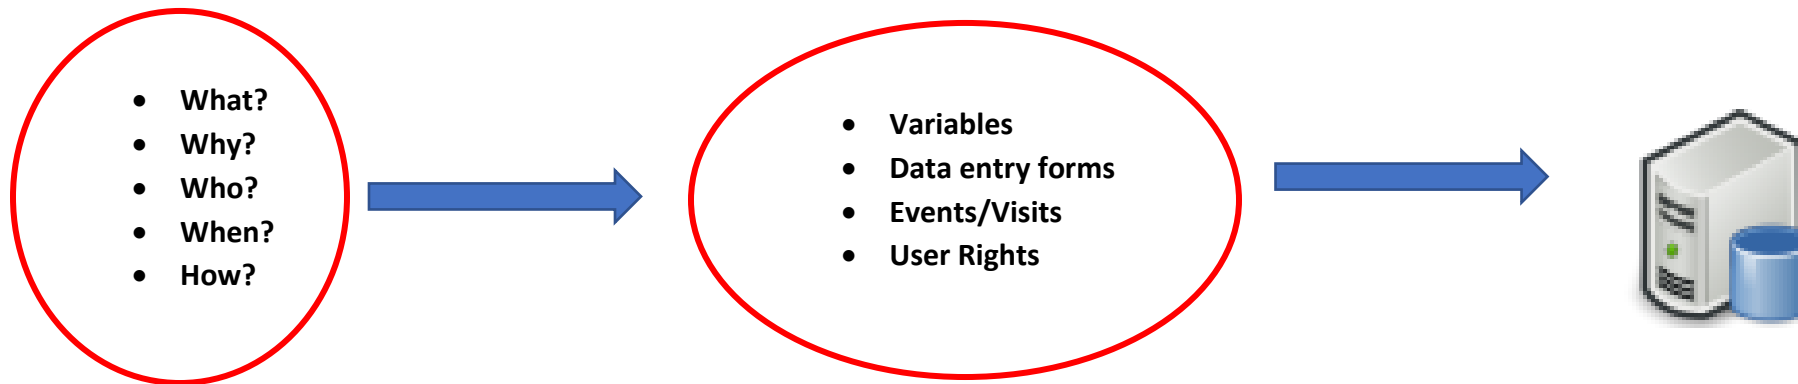 • What?
• Why?
• Who?
• When?
• How?
• Variables
• Data entry forms
• Events/Visits
• User Rights